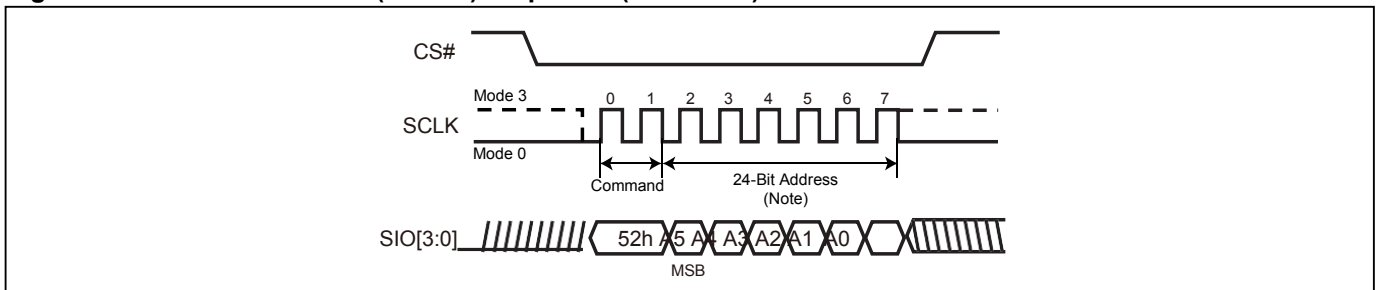 CS#
Mode 3
0 1 2 3 4 5 6 7
SCLK
Mode 0
Command
24-Bit Address
(Note)
SIO[3:0]
52h A5 A4 A3 A2 A1 A0
MSB